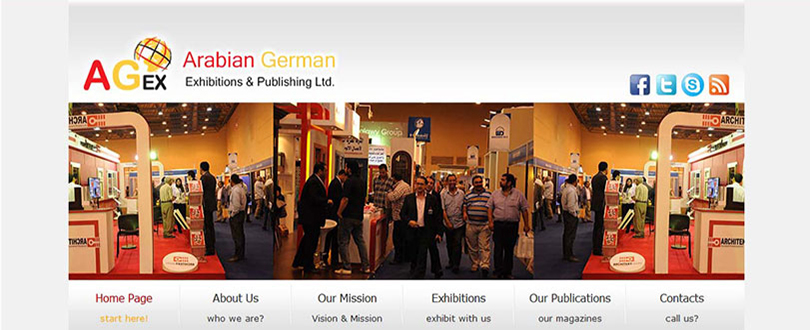 AGEX
Arabian German
Exhibitions & Publishing Ltd.
Home Page
start here!
About Us
who we are?
Our Mission
Vision & Mission
Exhibitions
exhibit with us
Our Publications
our magazines
Contacts
call us?